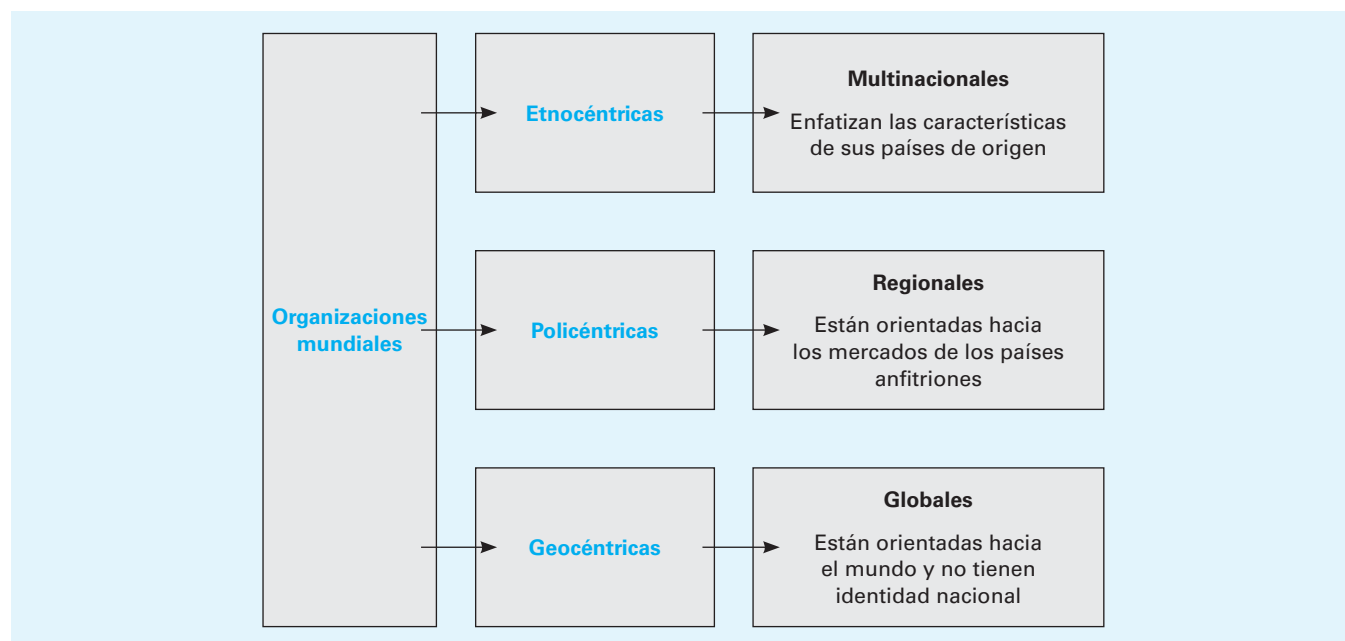 Organizaciones
mundiales
Etnocéntricas
Multinacionales
Enfatizan las características
de sus países de origen
Policéntricas
Regionales
Están orientadas hacia
los mercados de los países
anfitriones
Geocéntricas
Globales
Están orientadas hacia
el mundo y no tienen
identidad nacional